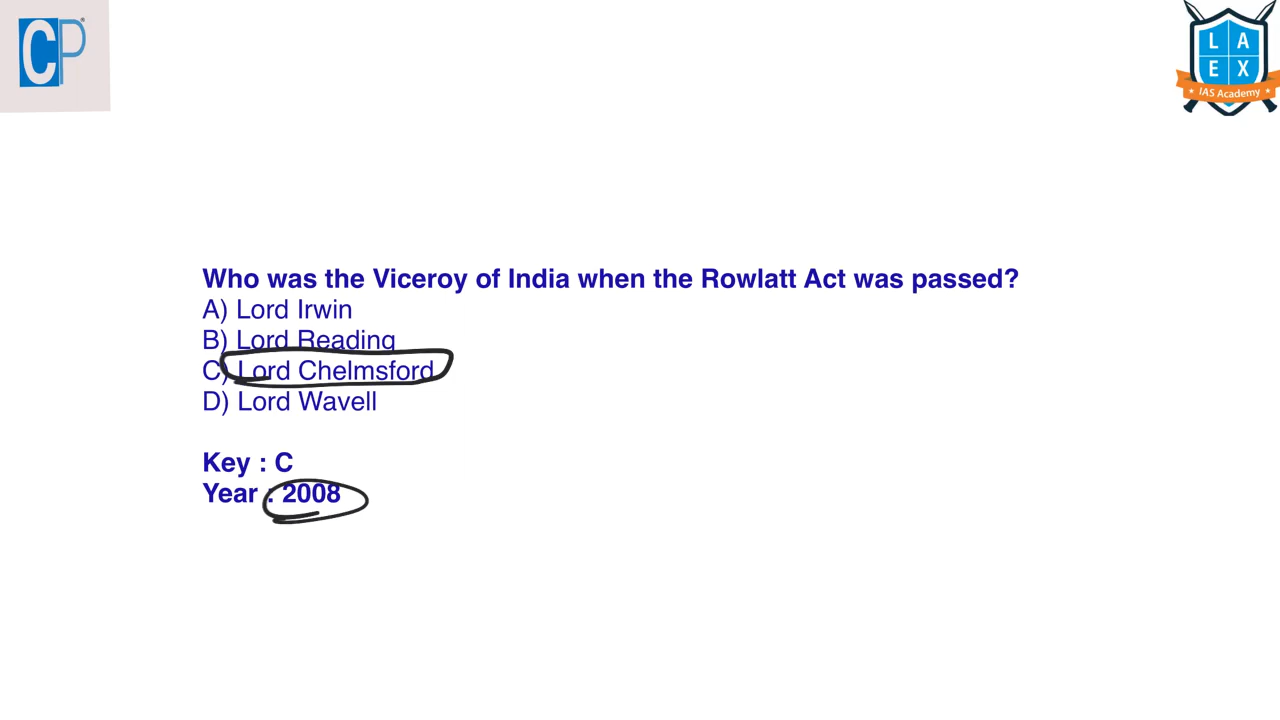 CP
L A
E X
IAS Academy
Who was the Viceroy of India when the Rowlatt Act was passed?
A) Lord Irwin
B) Lord Reading
C) Lord Chelmsford
D) Lord Wavell
Key : C
Year : 2008